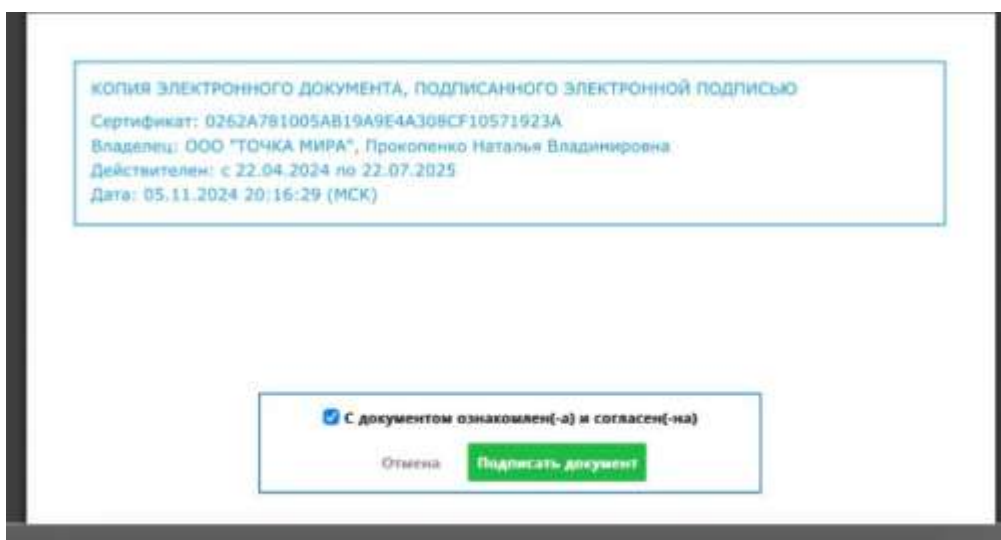 КОПИЯ ЭЛЕКТРОННОГО ДОКУМЕНТА, ПОДПИСАННОГО ЭЛЕКТРОННОЙ ПОДПИСЬЮ
Сертификат: 0262A781005AB19A9E4A308CF10571923A
Владелец: ООО "ТОЧКА МИРА", Прокопенко Наталья Владимировна
Действителен: с 22.04.2024 по 22.07.2025
Дата: 05.11.2024 20:16:29 (МСК)
С документом ознакомлен(-а) и согласен(-на)
Отмена Подписать документ